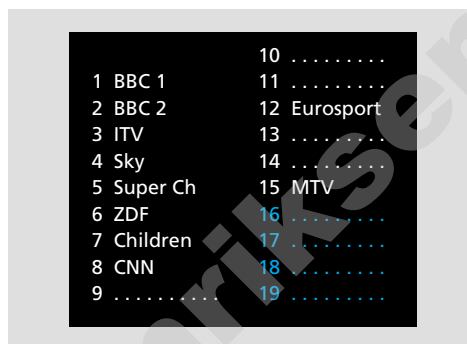 10 . . . . . . . . .
1 BBC 1 11 . . . . . . . . .
2 BBC 2 12 Eurosport
3 ITV 13 . . . . . . . . .
4 Sky 14 . . . . . . . . .
5 Super Ch 15 MTV
6 ZDF 16 . . . . . . . . .
7 Children 17 . . . . . . . . .
8 CNN 18 . . . . . . . . .
9 . . . . . . . . . . 19 . . . . . . . . .